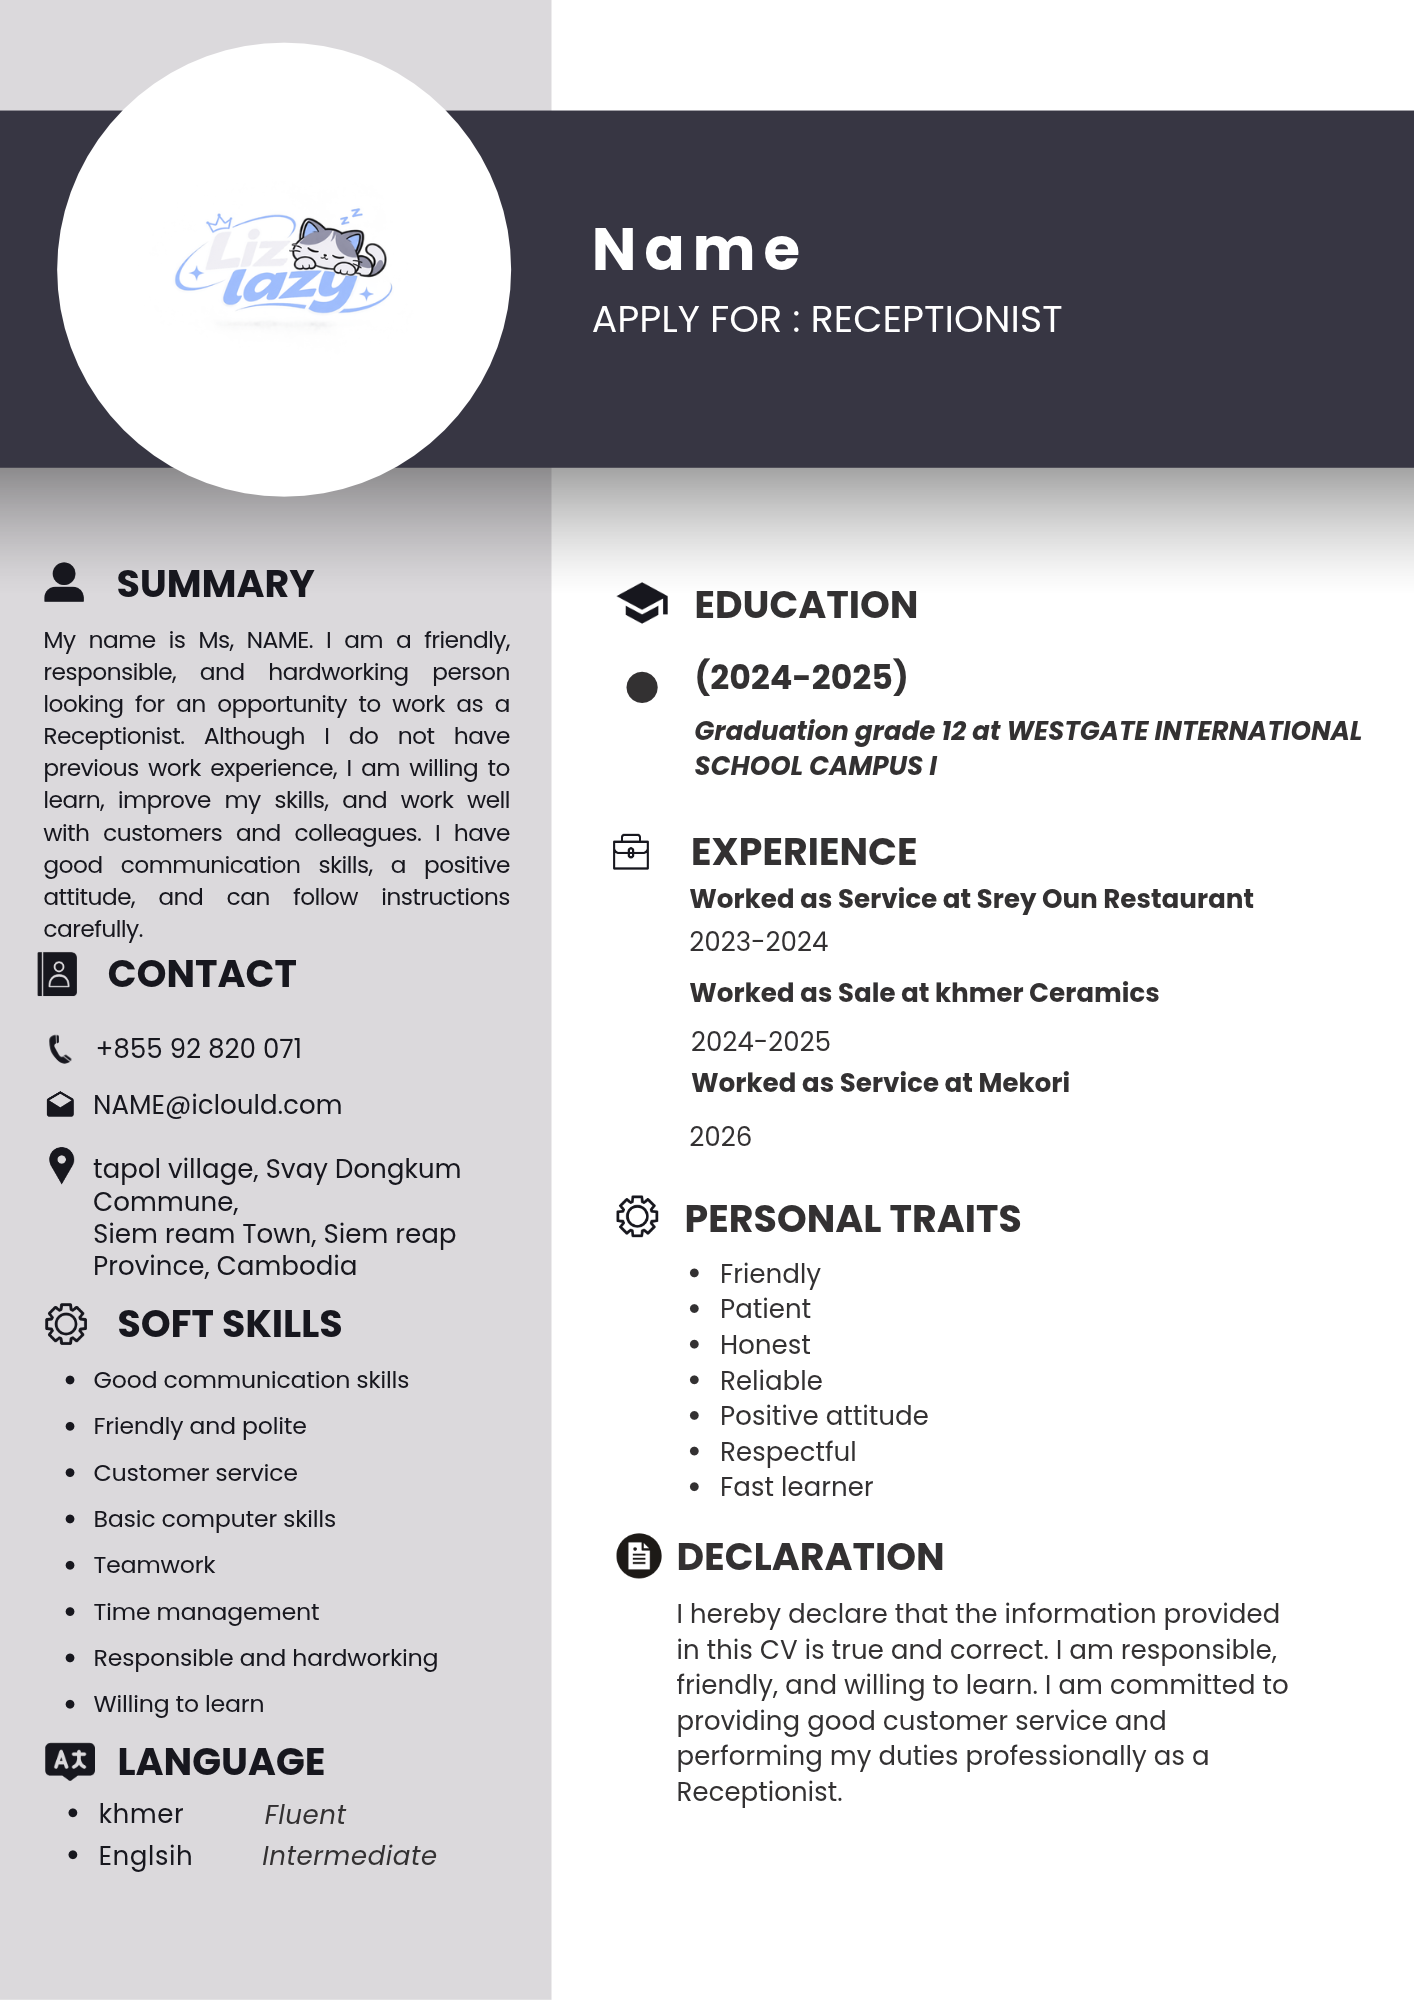 Liz
lazy
z z
Name
APPLY FOR : RECEPTIONIST
SUMMARY
My name is Ms, NAME. I am a friendly,
responsible, and hardworking person
looking for an opportunity to work as a
Receptionist. Although I do not have
previous work experience, I am willing to
learn, improve my skills, and work well
with customers and colleagues. I have
good communication skills, a positive
attitude, and can follow instructions
carefully.
CONTACT
+855 92 820 071
NAME@iclould.com
tapol village, Svay Dongkum
Commune,
Siem ream Town, Siem reap
Province, Cambodia
SOFT SKILLS
• Good communication skills
• Friendly and polite
• Customer service
• Basic computer skills
• Teamwork
• Time management
• Responsible and hardworking
• Willing to learn
LANGUAGE
• khmer Fluent
• Englsih Intermediate
EDUCATION
(2024-2025)
Graduation grade 12 at WESTGATE INTERNATIONAL
SCHOOL CAMPUS I
EXPERIENCE
Worked as Service at Srey Oun Restaurant
2023-2024
Worked as Sale at khmer Ceramics
2024-2025
Worked as Service at Mekori
2026
PERSONAL TRAITS
• Friendly
• Patient
• Honest
• Reliable
• Positive attitude
• Respectful
• Fast learner
DECLARATION
I hereby declare that the information provided
in this CV is true and correct. I am responsible,
friendly, and willing to learn. I am committed to
providing good customer service and
performing my duties professionally as a
Receptionist.